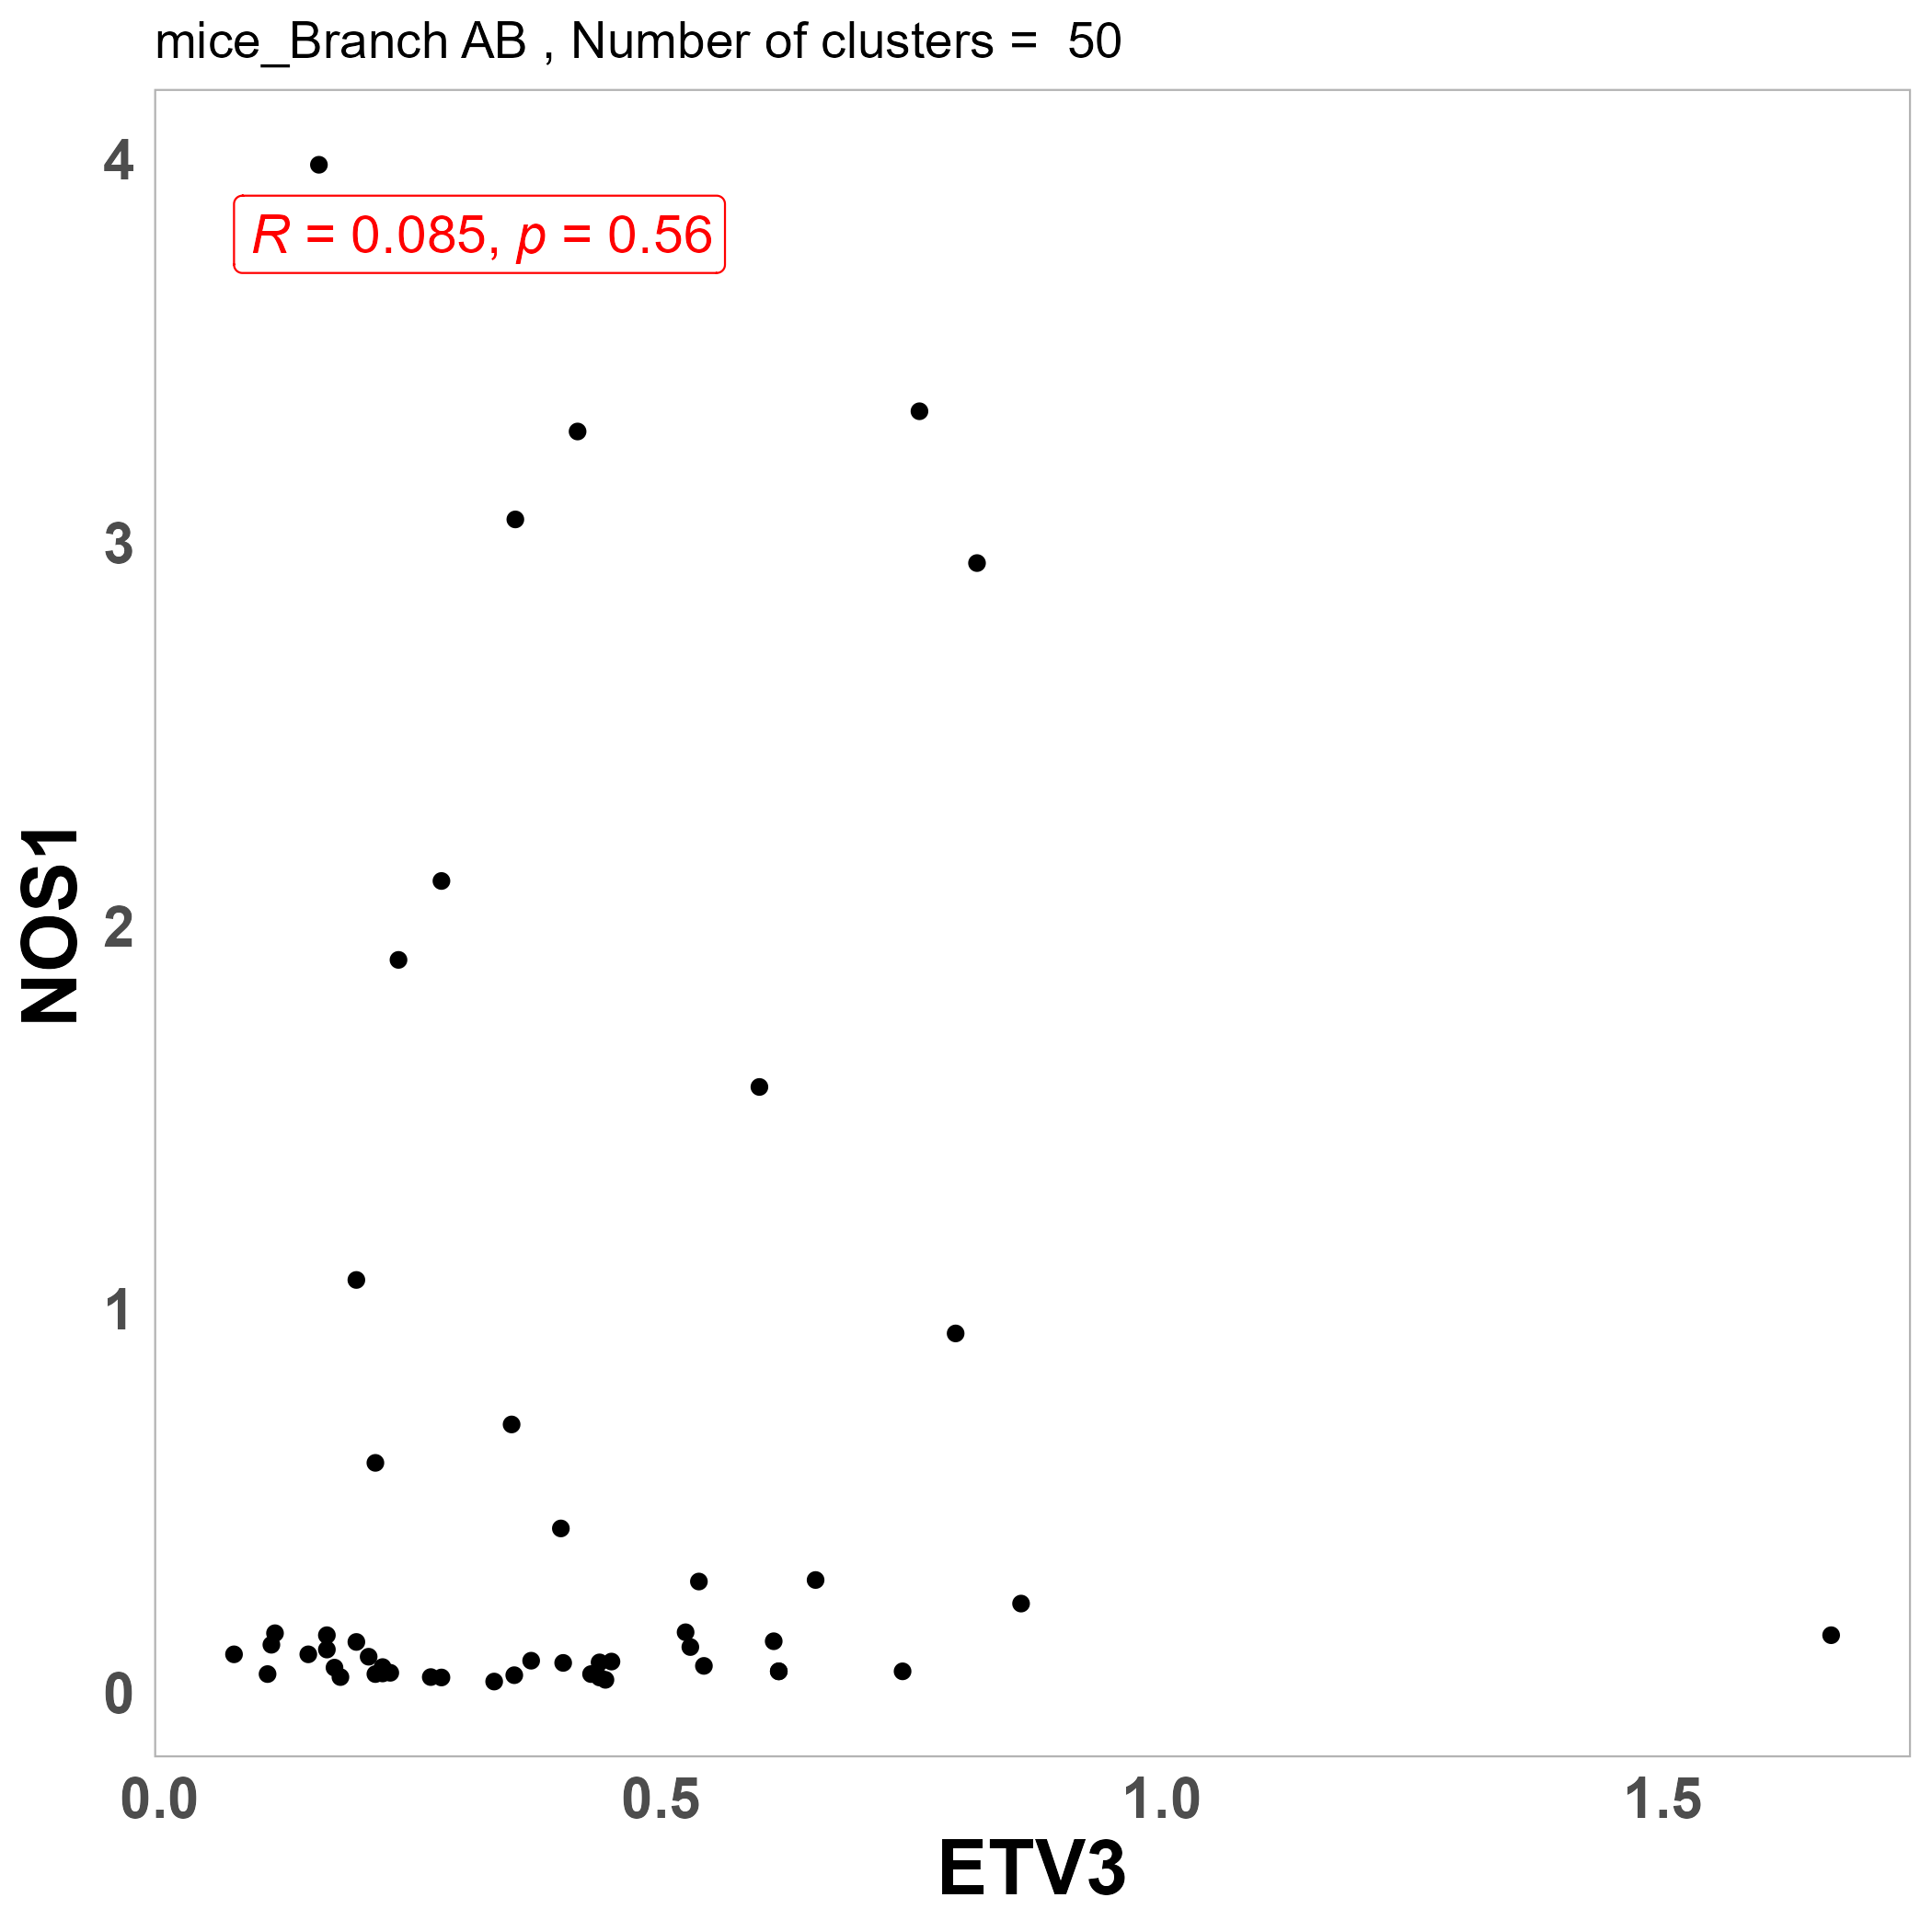 mice_Branch AB , Number of clusters =  50
4
R = 0.085, p = 0.56
3
2
1
0
NOS1
0.0 0.5 1.0 1.5
ETV3